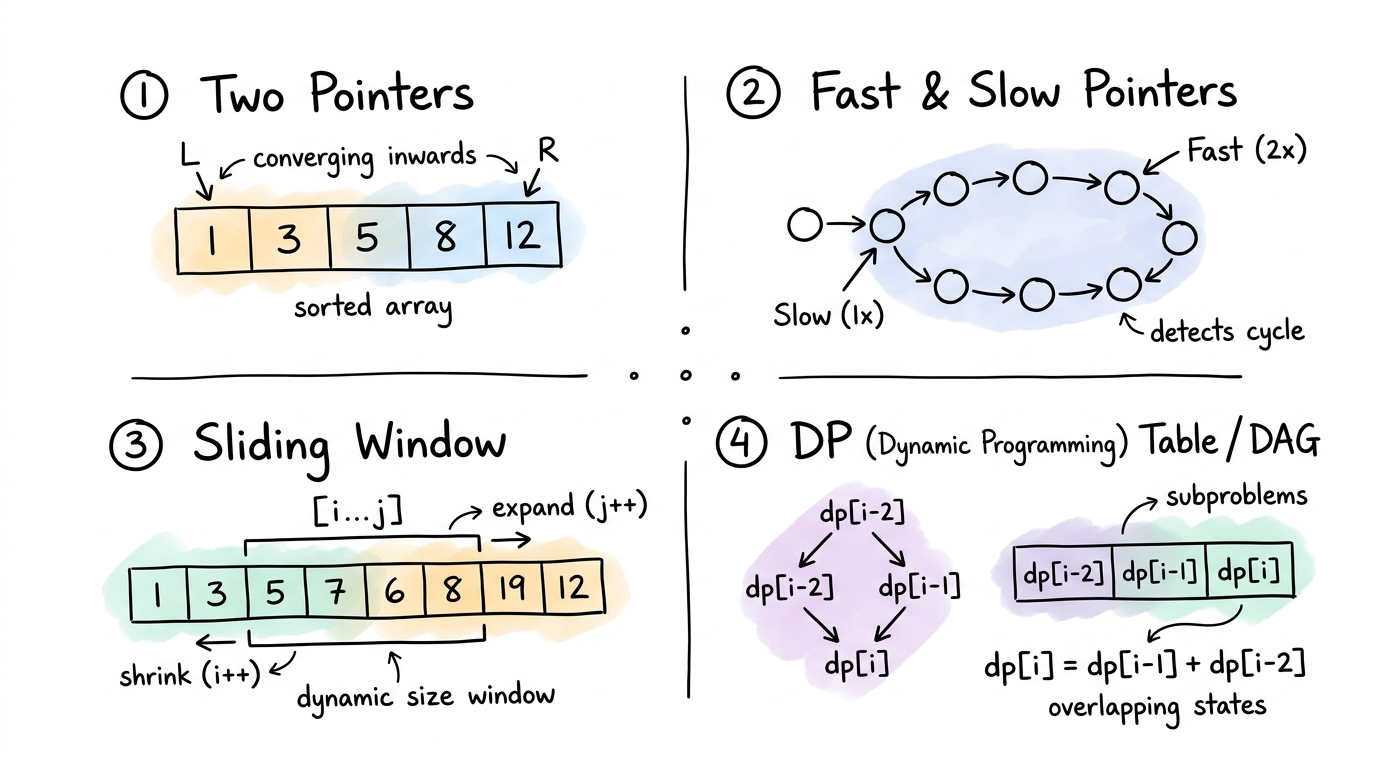 ① Two Pointers
L converging inwards R
1 3 5 8 12
sorted array
② Fast & Slow Pointers
Fast (2x)
Slow (1x)
detects cycle
③ Sliding Window
[i...j]
expand (j++)
1 3 5 7 6 8 19 12
shrink (i++)
dynamic size window
④ DP (Dynamic Programming) Table / DAG
dp[i-2]
dp[i-2] dp[i-1]
dp[i]
subproblems
dp[i-2] dp[i-1] dp[i]
dp[i] = dp[i-1] + dp[i-2]
overlapping states